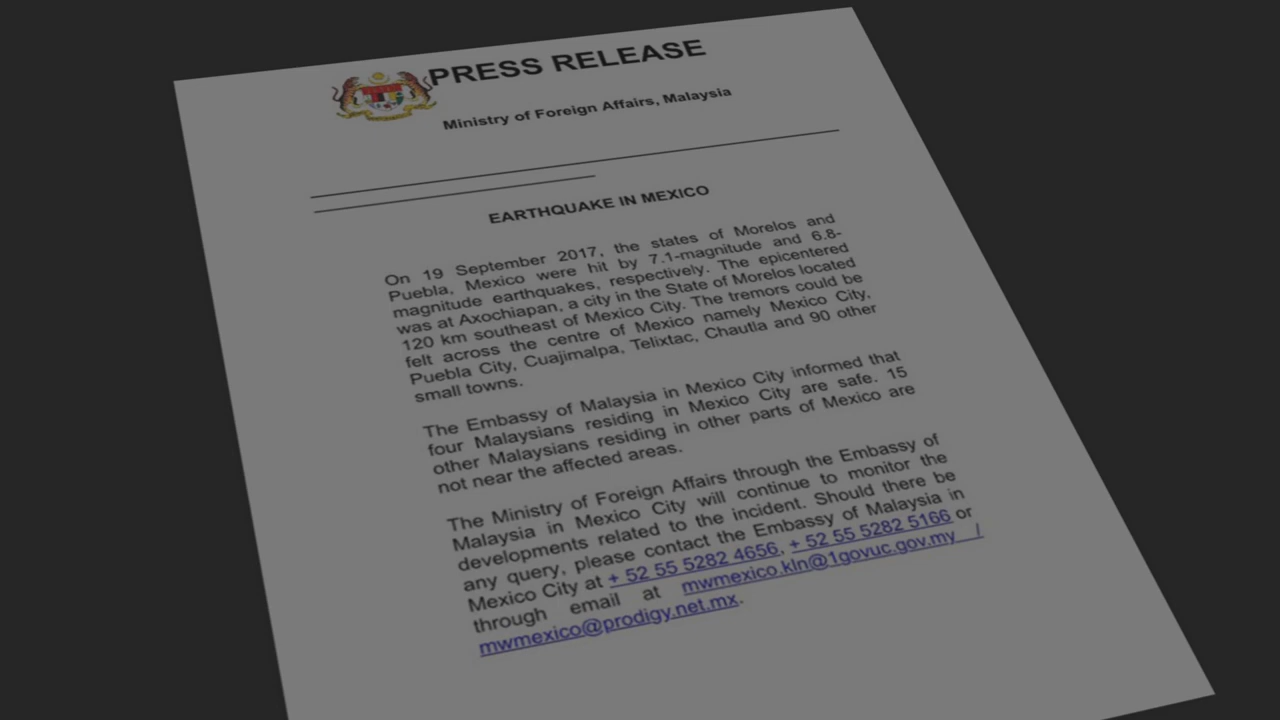 PRESS RELEASE
Ministry of Foreign Affairs, Malaysia
EARTHQUAKE IN MEXICO
On 19 September 2017, the states of Morelos and
Puebla, Mexico were hit by 7.1-magnitude and 6.8-
magnitude earthquakes, respectively. The epicentered
was at Axochiapan, a city in the State of Morelos located
120 km southeast of Mexico City. The tremors could be
felt across the centre of Mexico namely Mexico City,
Puebla City, Cuajimalpa, Telixtac, Chautla and 90 other
small towns.
The Embassy of Malaysia in Mexico City informed that
four Malaysians residing in Mexico City are safe. 15
other Malaysians residing in other parts of Mexico are
not near the affected areas.
The Ministry of Foreign Affairs through the Embassy of
Malaysia in Mexico City will continue to monitor the
developments related to the incident. Should there be
any query, please contact the Embassy of Malaysia in
Mexico City at + 52 55 5282 4656, + 52 55 5282 5166 or
through email at mwmexico.kln@1govuc.gov.my /
mwmexico@prodigy.net.mx.